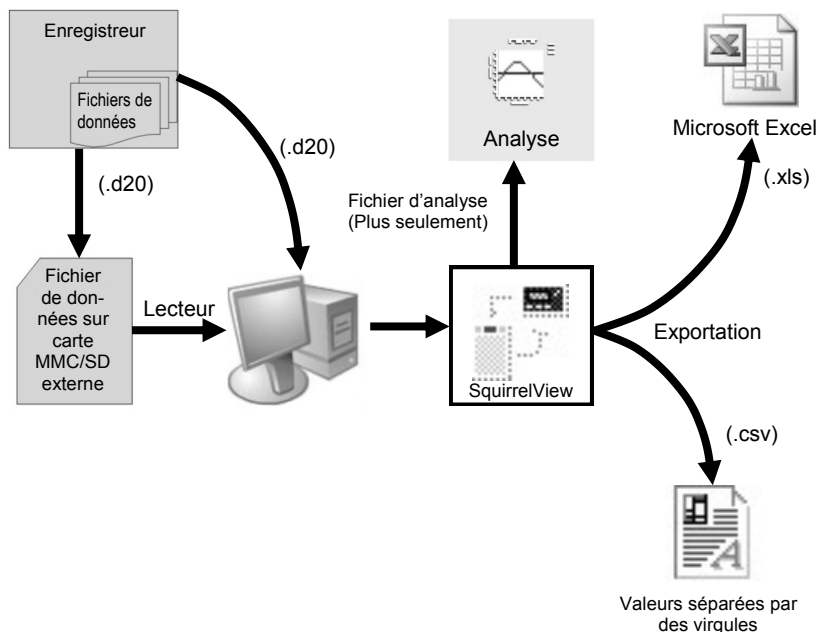 Enregistreur
Fichiers de
données
(.d20)
(.d20)
Fichier
de don-
nées sur
carte
MMC/SD
externe
Lecteur
Analyse
Fichier d’analyse
(Plus seulement)
SquirrelView
Microsoft Excel
(.xls)
Exportation
(.csv)
Valeurs séparées par
des virgules